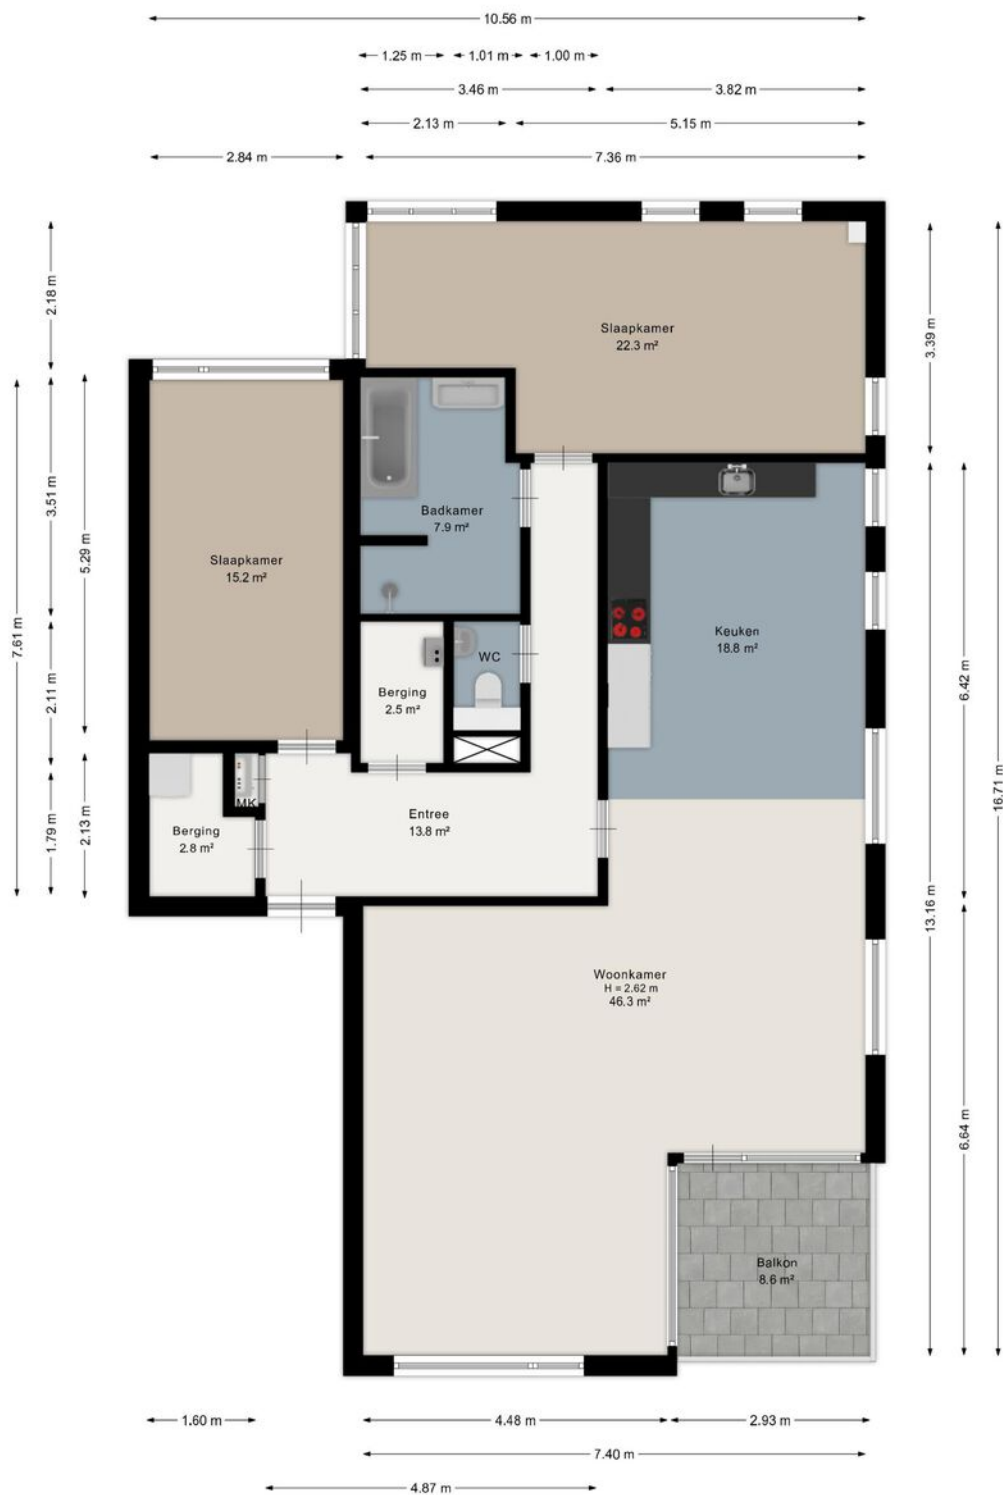 10.56 m
1.25 m
1.01 m
1.00 m
3.46 m
3.82 m
2.13 m
5.15 m
2.84 m
7.36 m
2.18 m
3.51 m
2.11 m
1.79 m
5.29 m
2.13 m
7.61 m
Slaapkamer
22.3 m²
Slaapkamer
15.2 m²
Badkamer
7.9 m²
Keuken
18.8 m²
WC
Berging
2.5 m²
MK
Berging
2.8 m²
Entree
13.8 m²
Woonkamer
H = 2.62 m
46.3 m²
Balkon
8.6 m²
3.39 m
13.16 m
6.42 m
6.64 m
16.71 m
1.60 m
4.48 m
2.93 m
7.40 m
4.87 m